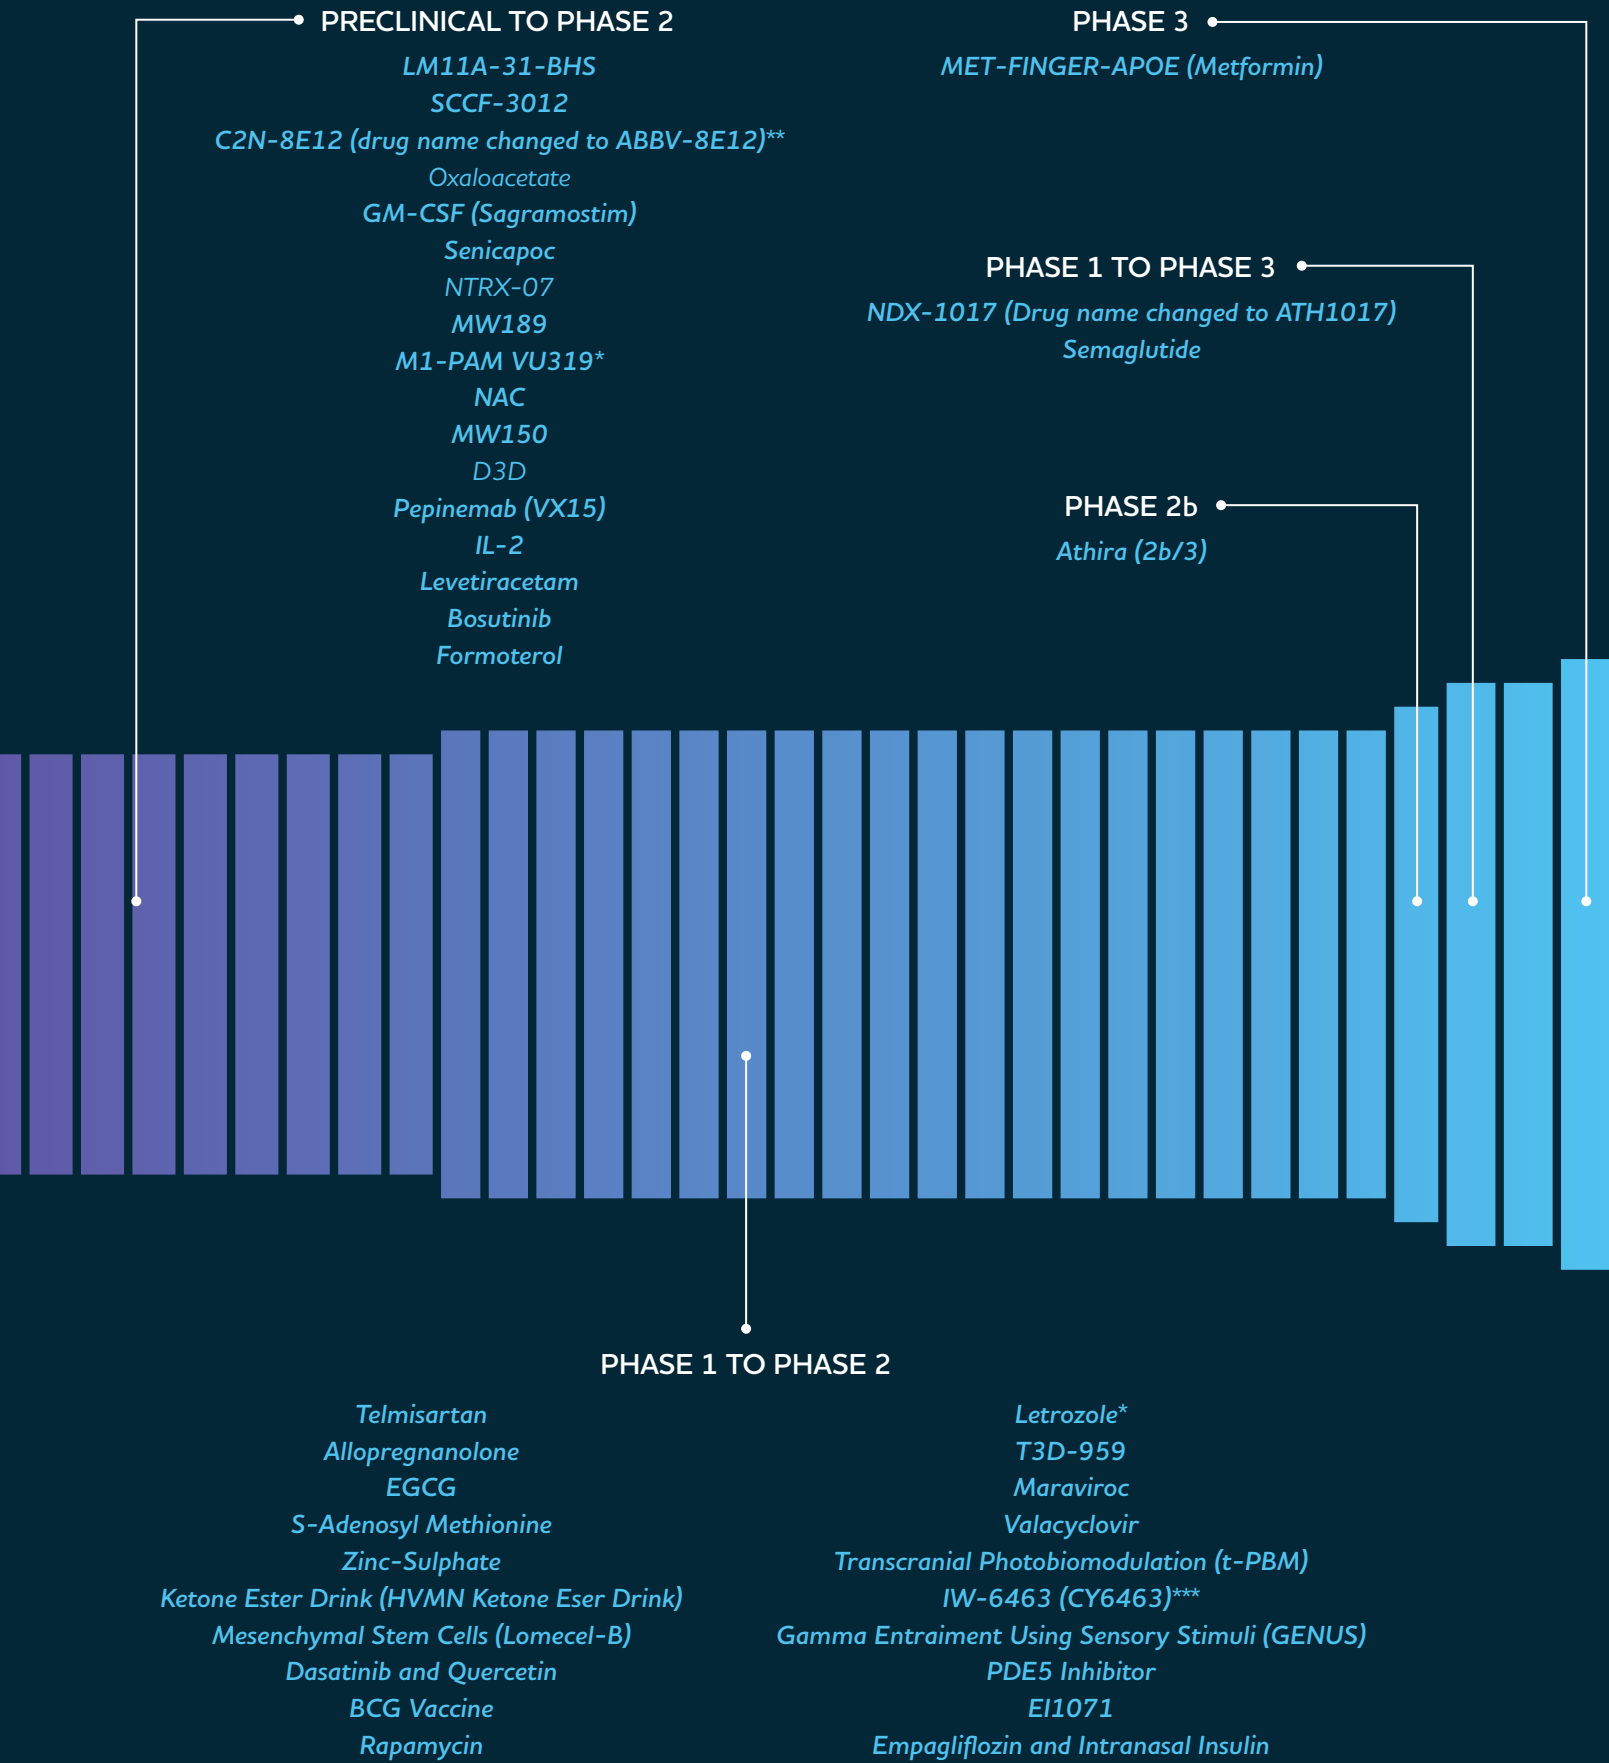 PRECLINICAL TO PHASE 2
LM11A-31-BHS
SCCF-3012
C2N-8E12 (drug name changed to ABBV-8E12)**
Oxaloacetate
GM-CSF (Sagramostim)
Senicapoc
NTRX-07
MW189
M1-PAM VU319*
NAC
MW150
D3D
Pepinemab (VX15)
IL-2
Levetiracetam
Bosutinib
Formoterol
PHASE 3
MET-FINGER-APOE (Metformin)
PHASE 1 TO PHASE 3
NDX-1017 (Drug name changed to ATH1017)
Semaglutide
PHASE 2b
Athira (2b/3)
PHASE 1 TO PHASE 2
Telmisartan
Allopregnanolone
EGCG
S-Adenosyl Methionine
Zinc-Sulphate
Ketone Ester Drink (HVMN Ketone Eser Drink)
Mesenchymal Stem Cells (Lomecel-B)
Dasatinib and Quercetin
BCG Vaccine
Rapamycin
Letrozole*
T3D-959
Maraviroc
Valacyclovir
Transcranial Photobiomodulation (t-PBM)
IW-6463 (CY6463)***
Gamma Entraiment Using Sensory Stimuli (GENUS)
PDE5 Inhibitor
EI1071
Empagliflozin and Intranasal Insulin